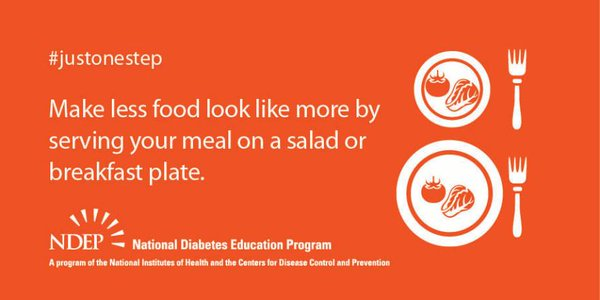 #justonestep
Make less food look like more by
serving your meal on a salad or
breakfast plate.
NDEP National Diabetes Education Program
A program of the National Institutes of Health and the Centers for Disease Control and Prevention